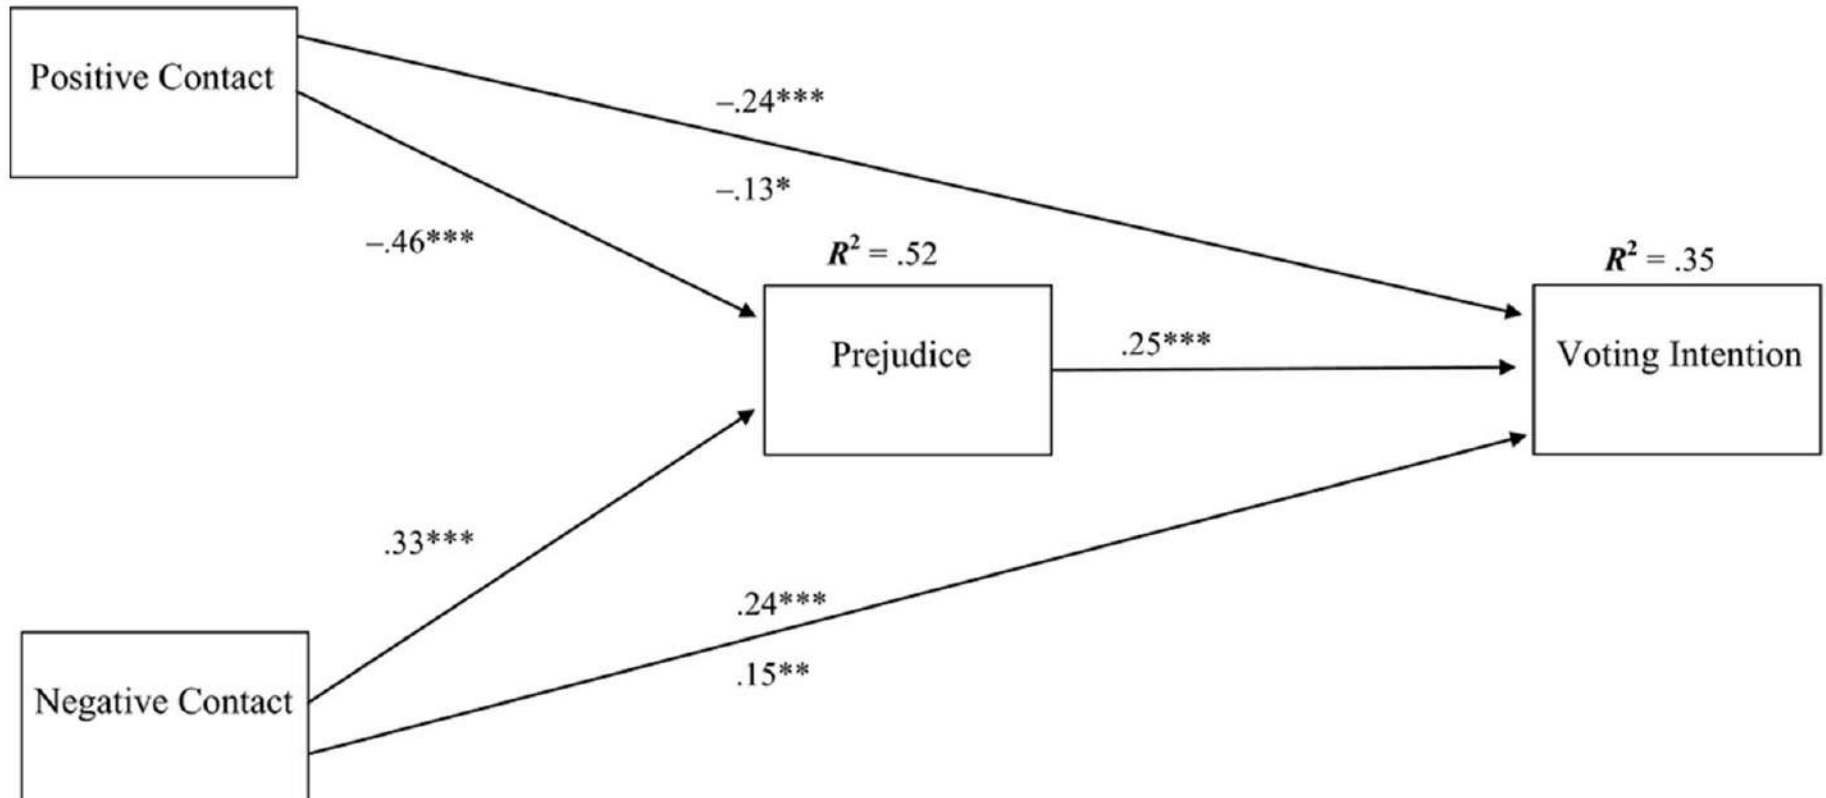 Positive Contact
–.24***
–.13*
–.46***
R² = .52
R² = .35
Prejudice
.25***
Voting Intention
.33***
.24***
.15**
Negative Contact